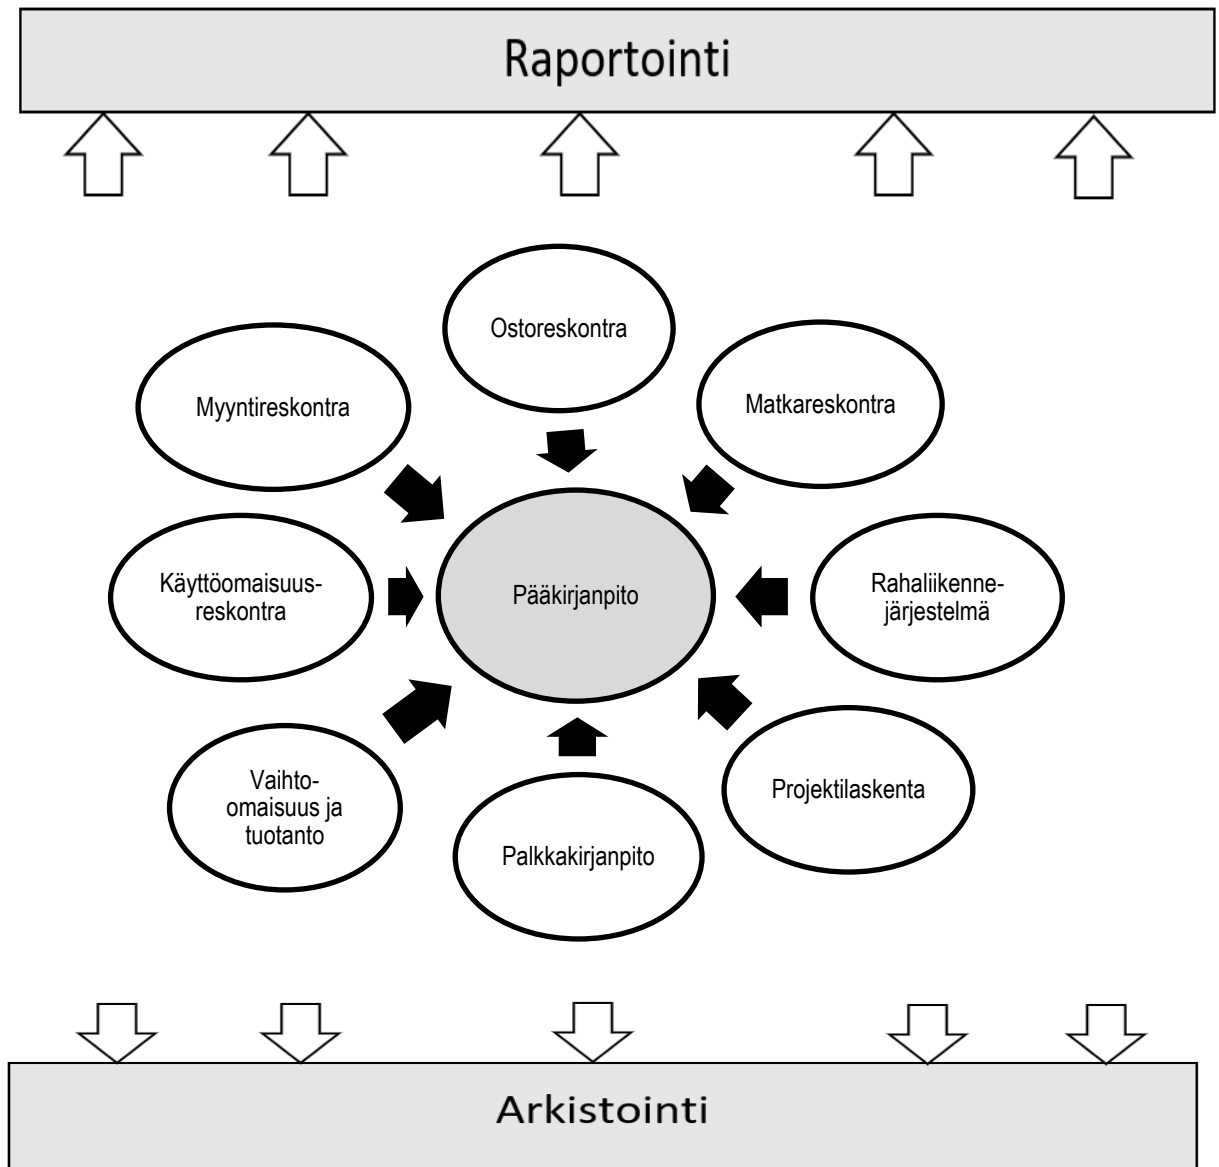 Raportointi
Ostoreskontra
Myyntireskontra
Matkareskontra
Käyttöomaisuus-
reskontra
Pääkirjanpito
Rahaliikenne-
järjestelmä
Vaihto-
omaisuus ja
tuotanto
Projektilaskenta
Palkkakirjanpito
Arkistointi